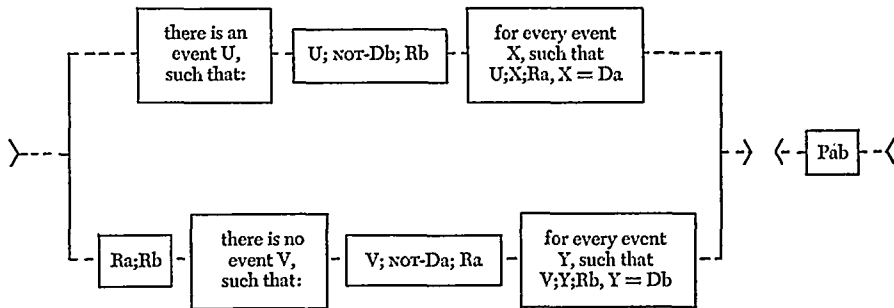 there is an
event U,
such that:
U; NOT-Db; Rb
for every event
X, such that
U;X;Ra, X = Da
Páb
Ra;Rb
there is no
event V,
such that:
V; NOT-Da; Ra
for every event
Y, such that
V;Y;Rb, Y = Db